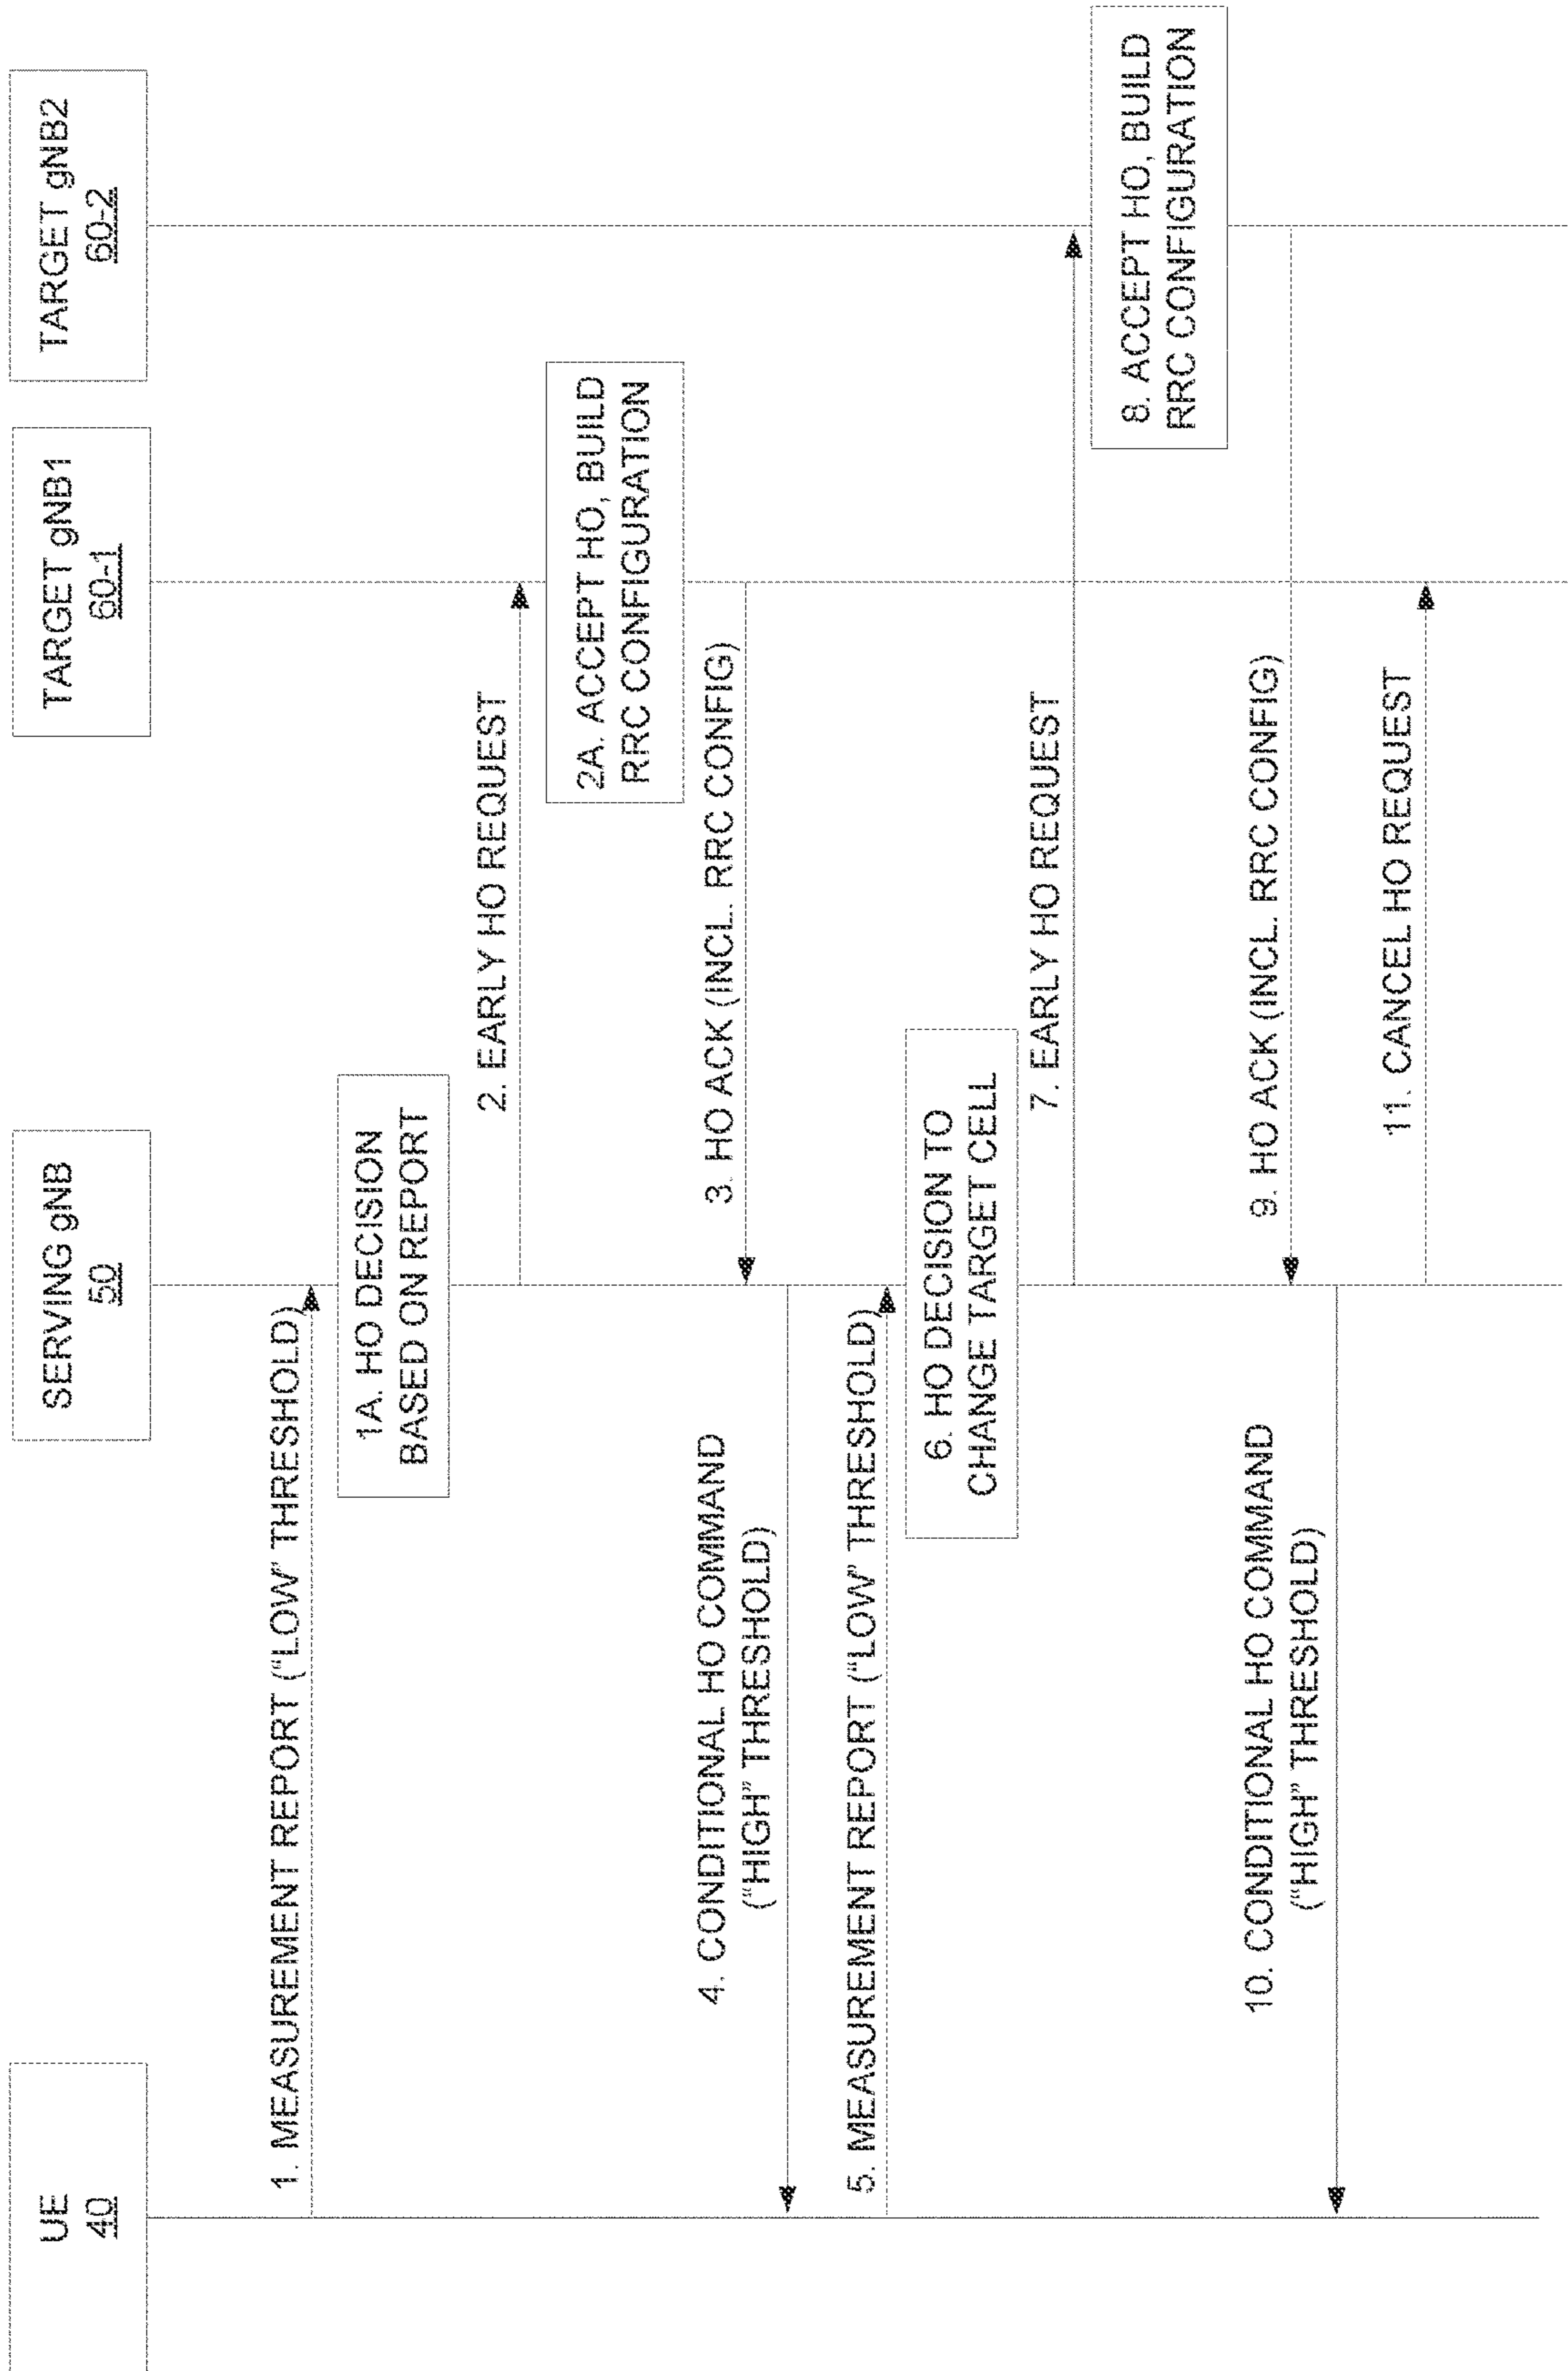 UE
40
SERVING gNB
50
TARGET gNB1
60-1
TARGET gNB2
60-2
1. MEASUREMENT REPORT ("LOW" THRESHOLD)
1A. HO DECISION
BASED ON REPORT
2. EARLY HO REQUEST
2A. ACCEPT HO, BUILD
RRC CONFIGURATION
3. HO ACK (INCL. RRC CONFIG)
4. CONDITIONAL HO COMMAND
("HIGH" THRESHOLD)
5. MEASUREMENT REPORT ("LOW" THRESHOLD)
6. HO DECISION TO
CHANGE TARGET CELL
7. EARLY HO REQUEST
8. ACCEPT HO, BUILD
RRC CONFIGURATION
9. HO ACK (INCL. RRC CONFIG)
10. CONDITIONAL HO COMMAND
("HIGH" THRESHOLD)
11. CANCEL HO REQUEST